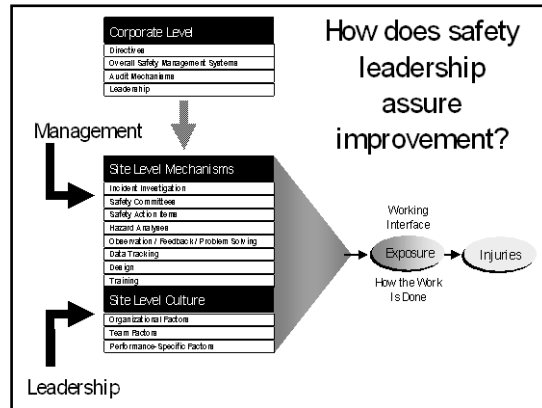 How does safety
leadership
assure
improvement?
Corporate Level
Directives
Overall Safety Management Systems
Audit Mechanisms
Leadership
Management
Site Level Mechanisms
Incident Investigation
Safety Committees
Safety Action Items
Hazard Analyses
Observation / Feedback / Problem Solving
Data Tracking
Design
Training
Site Level Culture
Organizational Factors
Team Factors
Performance-Specific Factors
Leadership
Working
Interface
Exposure
How the Work
Is Done
Injuries